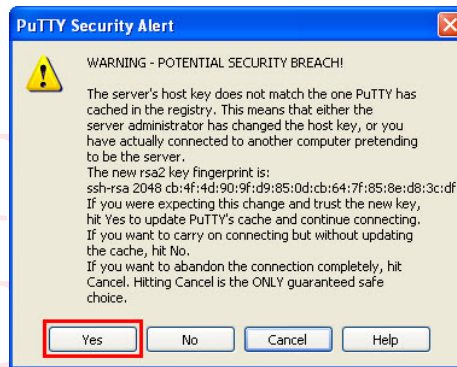 PuTTY Security Alert
WARNING - POTENTIAL SECURITY BREACH!
The server's host key does not match the one PuTTY has
cached in the registry. This means that either the
server administrator has changed the host key, or you
have actually connected to another computer pretending
to be the server.
The new rsa2 key fingerprint is:
ssh-rsa 2048 cb:4f:4d:90:9f:d9:85:0d:cb:64:7f:85:8e:d8:3c:df
If you were expecting this change and trust the new key,
hit Yes to update PuTTY's cache and continue connecting.
If you want to carry on connecting but without updating
the cache, hit No.
If you want to abandon the connection completely, hit
Cancel. Hitting Cancel is the ONLY guaranteed safe
choice.
Yes No Cancel Help